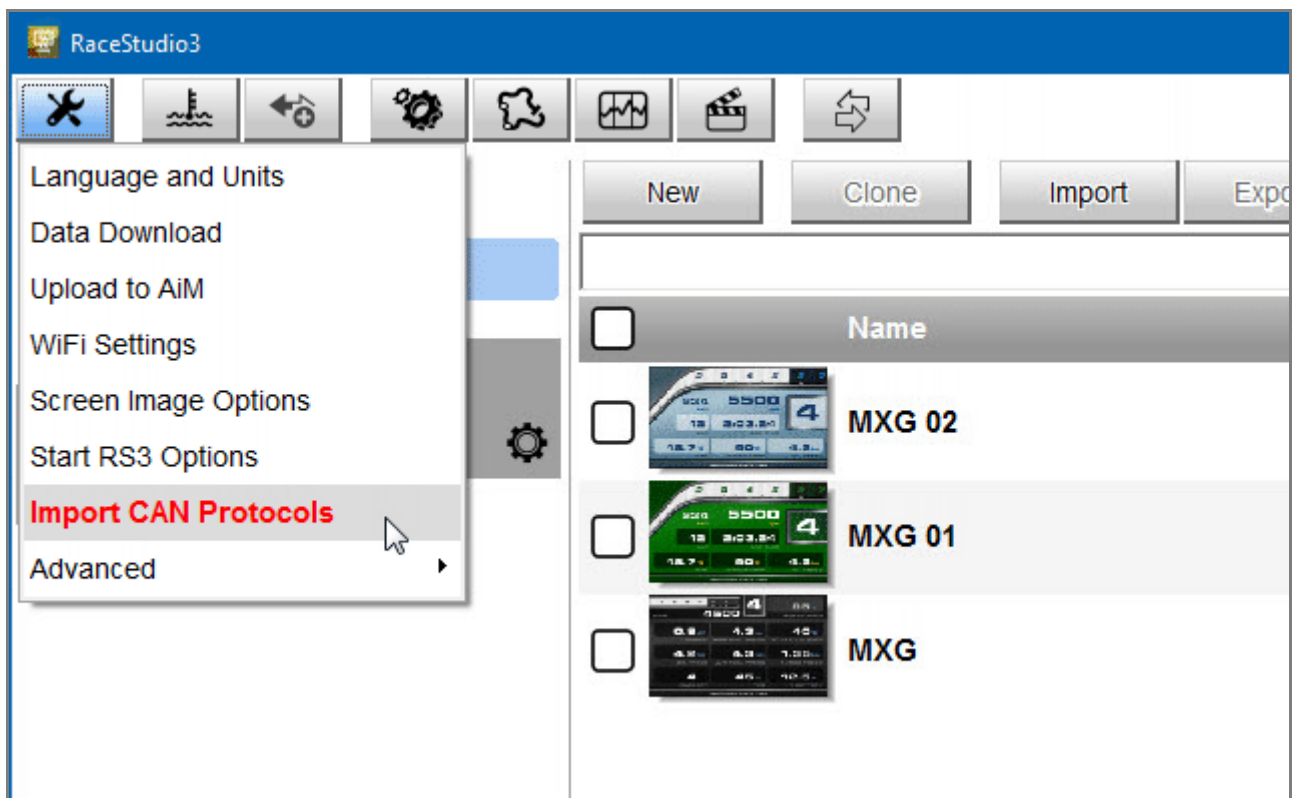 RaceStudio3
Language and Units
Data Download
Upload to AiM
WiFi Settings
Screen Image Options
Start RS3 Options
Import CAN Protocols
Advanced
New Clone Import Expo
Name
MXG 02
MXG 01
MXG